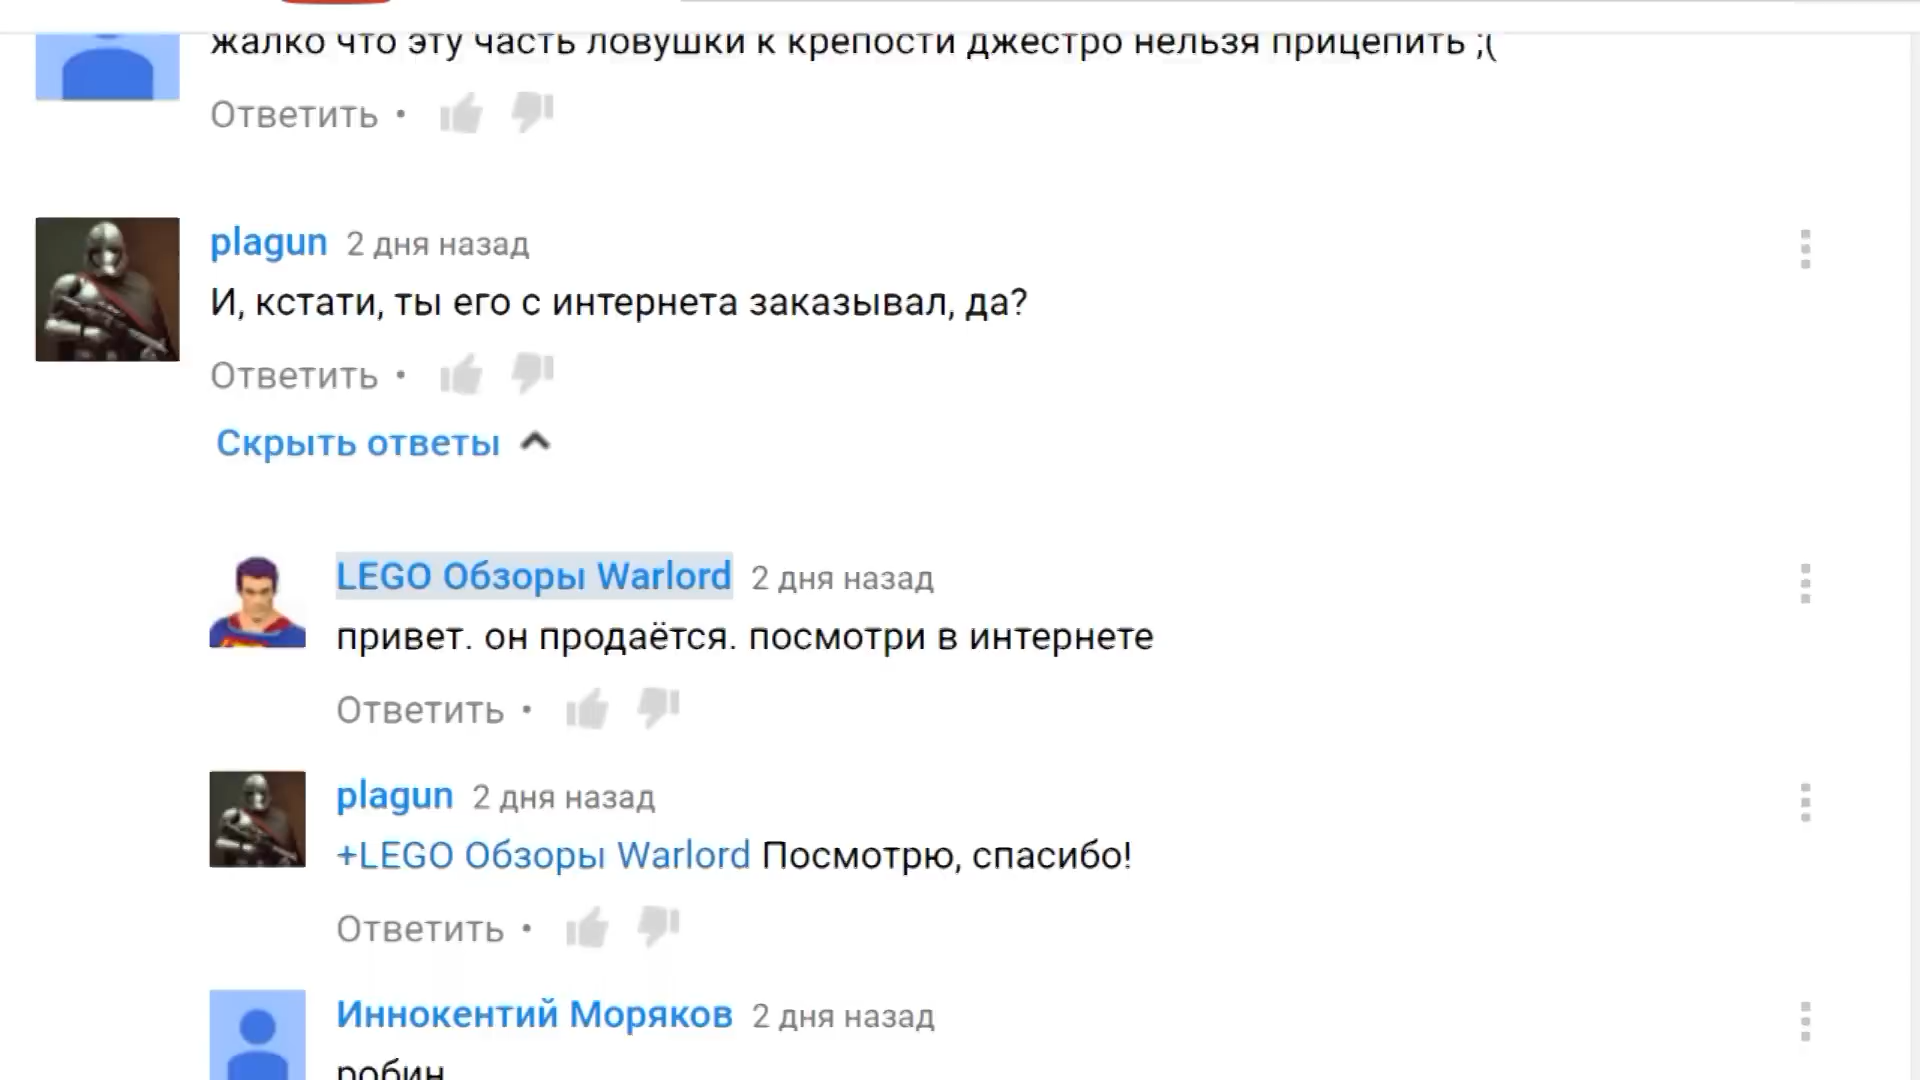 жалко что эту часть ловушки к крепости джестро нельзя прицепить ;(
Ответить •
plagun 2 дня назад
И, кстати, ты его с интернета заказывал, да?
Ответить •
Скрыть ответы
LEGO Обзоры Warlord 2 дня назад
привет. он продаётся. посмотри в интернете
Ответить •
plagun 2 дня назад
+LEGO Обзоры Warlord Посмотрю, спасибо!
Ответить •
Иннокентий Моряков 2 дня назад
робин